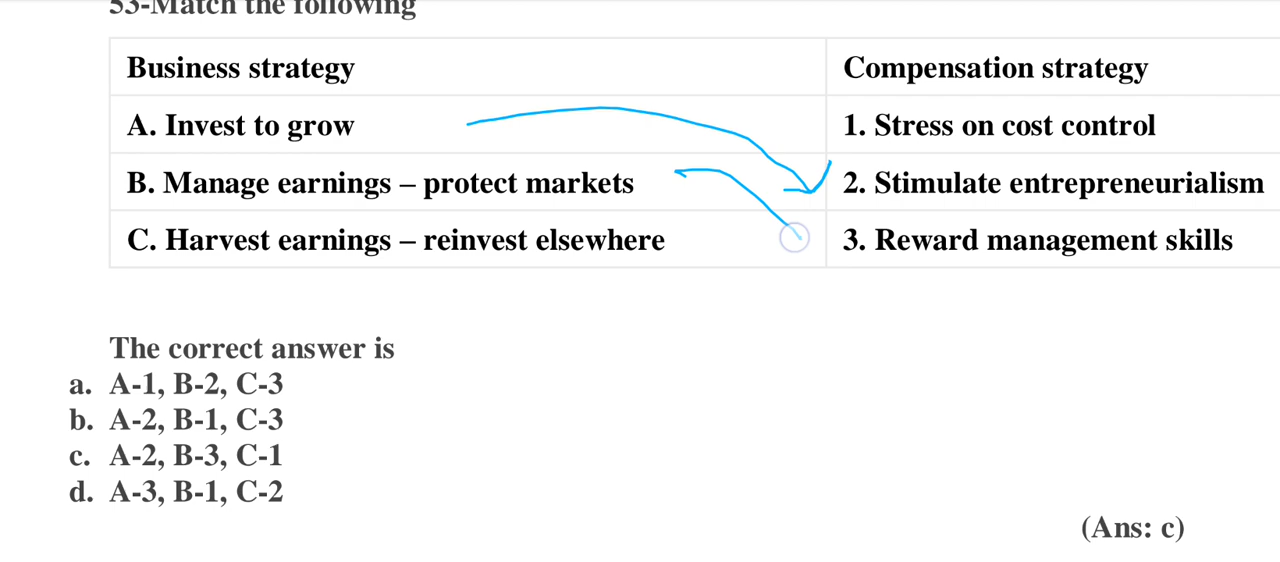 53-Match the following
Business strategy Compensation strategy
A. Invest to grow 1. Stress on cost control
B. Manage earnings – protect markets 2. Stimulate entrepreneurialism
C. Harvest earnings – reinvest elsewhere 3. Reward management skills
The correct answer is
a. A-1, B-2, C-3
b. A-2, B-1, C-3
c. A-2, B-3, C-1
d. A-3, B-1, C-2
(Ans: c)